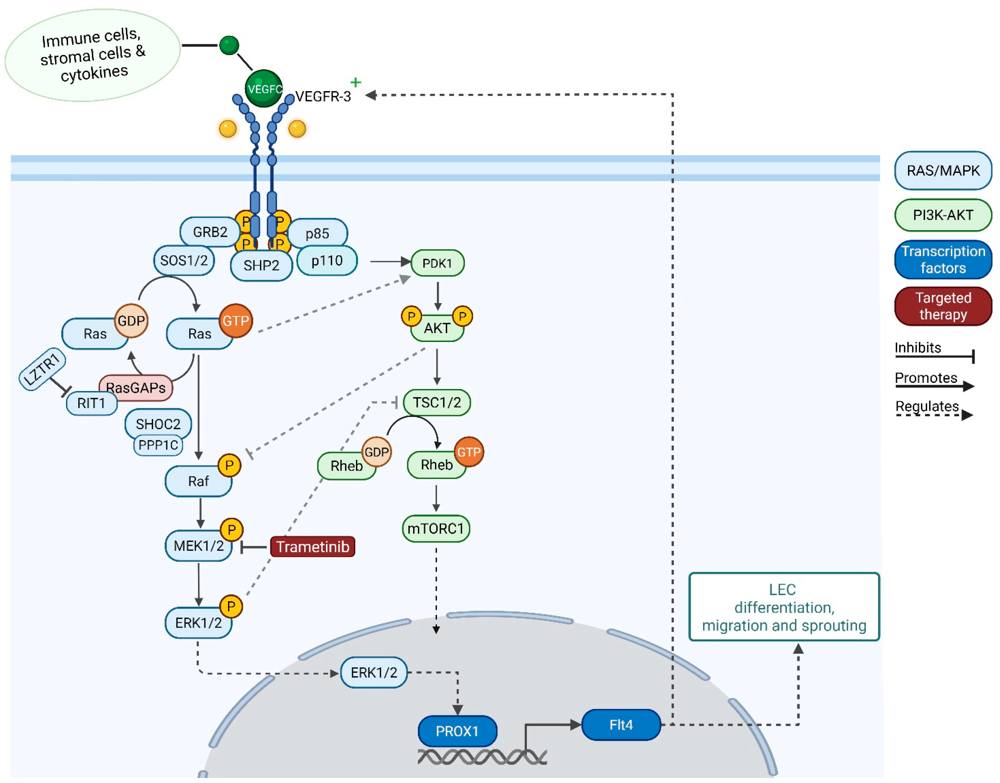 Immune cells,
stromal cells &
cytokines
VEGFC
VEGFR-3
+
RAS/MAPK
PI3K-AKT
Transcription
factors
Targeted
therapy
Inhibits
Promotes
Regulates
GRB2
P
P
P
P
p85
SOS1/2
SHP2
p110
PDK1
Ras
GDP
Ras
GTP
P
AKT
P
LZTR1
RasGAPs
RIT1
SHOC2
PPP1C
TSC1/2
Raf
P
Rheb
GDP
Rheb
GTP
MEK1/2
P
Trametinib
mTORC1
ERK1/2
P
LEC
differentiation,
migration and sprouting
ERK1/2
PROX1
Flt4